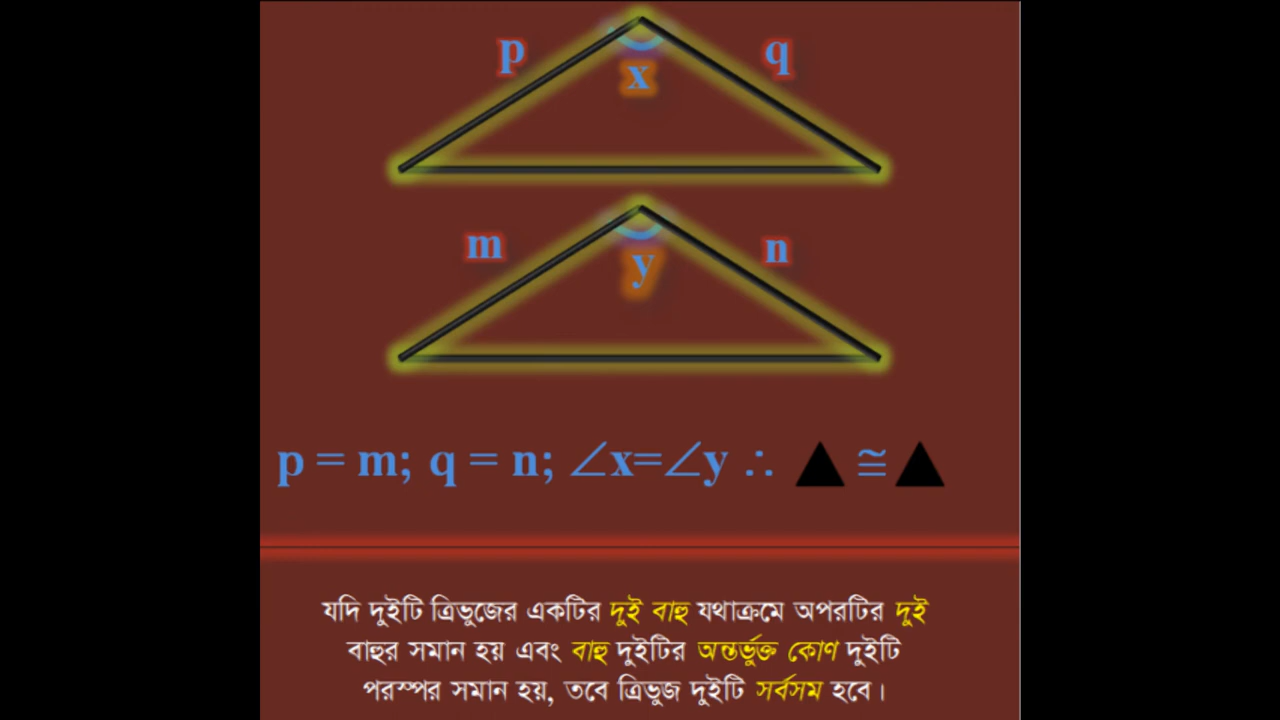 p q
x
m n
y
p = m; q = n; ∠x=∠y ∴ ▲ ≅ ▲
যদি দুইটি ত্রিভুজের একটির দুই বাহু যথাক্রমে অপরটির দুই
বাহুর সমান হয় এবং বাহু দুইটির অন্তর্ভুক্ত কোণ দুইটি
পরস্পর সমান হয়, তবে ত্রিভুজ দুইটি সর্বসম হবে।